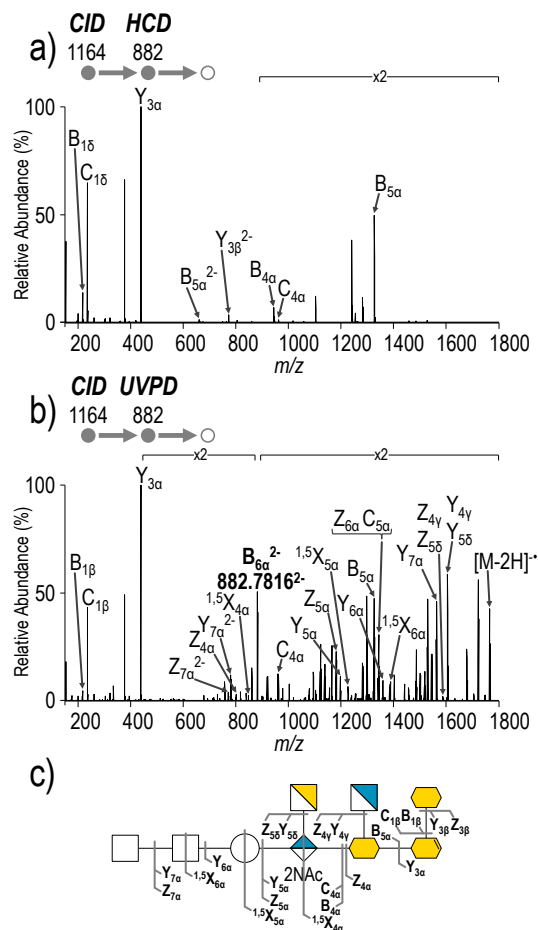 a)
CID HCD
1164 882
x2
Relative Abundance (%)
100
50
0
Y3α
B1δ
C1δ
B5α2-
Y3β2-
B4α
C4α
B5α
200 400 600 800 1000 1200 1400 1600 1800
m/z
b)
CID UVPD
1164 882
x2 x2
Relative Abundance (%)
100
50
0
Y3α
B1β
C1β
B6α2-
882.78162-
1,5X4α
Y7α2-
Z4α
Z7α2-
C4α
Y5α
Z5α
1,5X5α
B5α
Y6α
Z6α C5α
1,5X6α
Y7α
Z4γ
Z5δ
Y4γ
Y5δ
[M-2H]-•
200 400 600 800 1000 1200 1400 1600 1800
m/z
c)
Z5δ Y5δ Z4γ Y4γ C1β B1β Y3β Z3β
B5α
Y7α
Z7α
1,5X6α
Y6α
1,5X5α
Y5α
Z5α
2NAc
1,5X4α
C4α
B4α
Z4α
Y3α